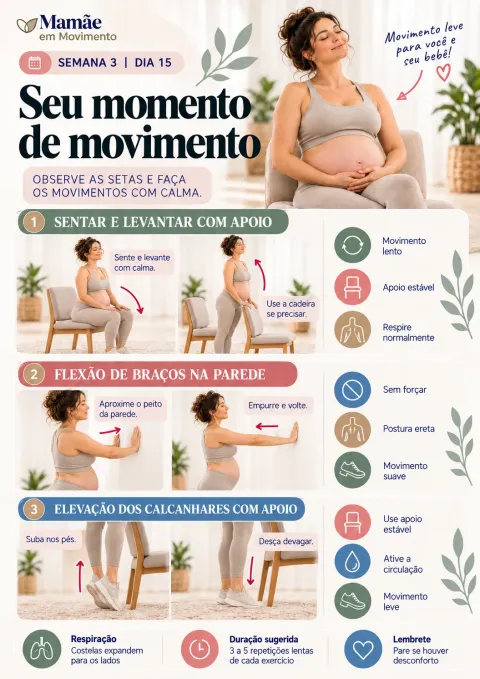 Mamãe
em Movimento
SEMANA 3 | DIA 15
Movimento leve
para você e
seu bebê!
Seu momento
de movimento
OBSERVE AS SETAS E FAÇA
OS MOVIMENTOS COM CALMA.
1 SENTAR E LEVANTAR COM APOIO
Sente e levante
com calma.
Use a cadeira
se precisar.
Movimento
lento
Apoio estável
Respire
normalmente
2 FLEXÃO DE BRAÇOS NA PAREDE
Aproxime o peito
da parede.
Empurre e volte.
Sem forçar
Postura ereta
Movimento
suave
3 ELEVAÇÃO DOS CALCANHARES COM APOIO
Suba nos pés.
Desça devagar.
Use apoio
estável
Ative a
circulação
Movimento
leve
Respiração
Costelas expandem
para os lados
Duração sugerida
3 a 5 repetições lentas
de cada exercício
Lembrete
Pare se houver
desconforto